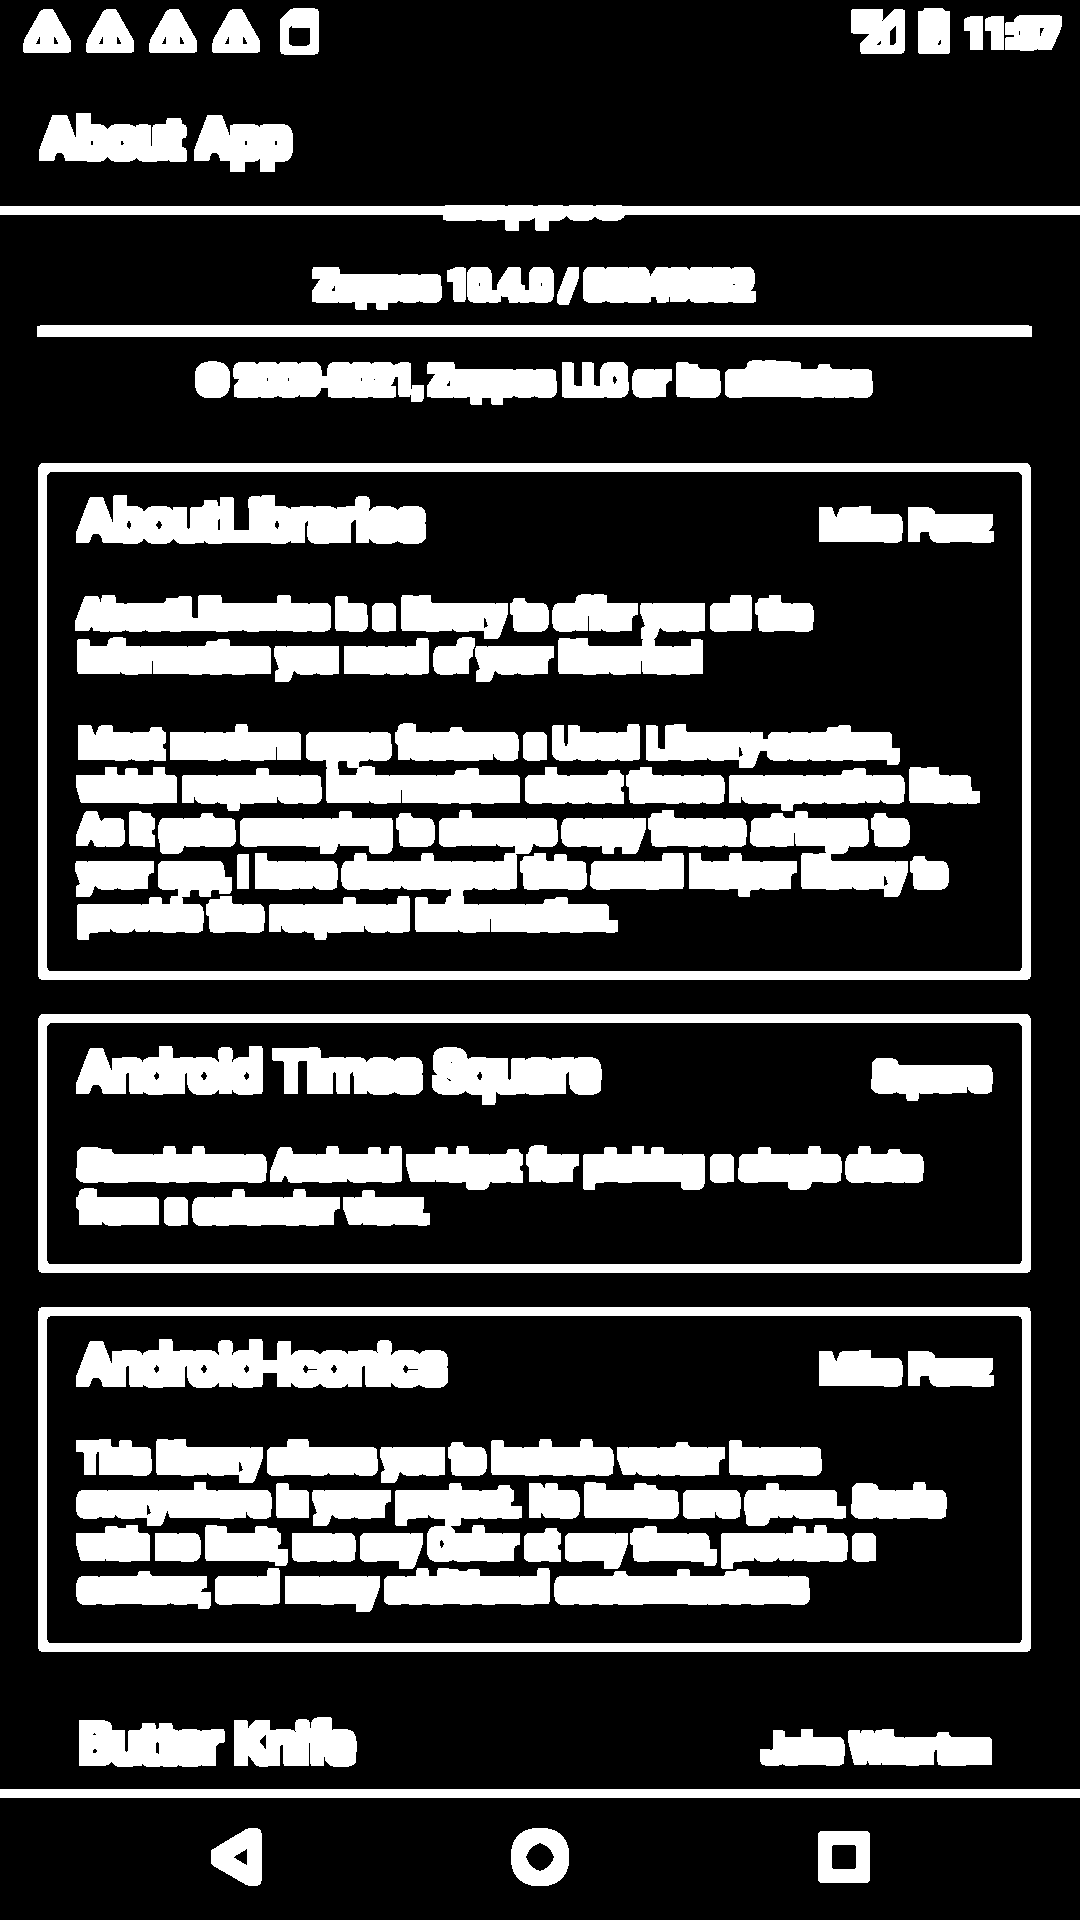 About App
Zappos
Zappos 10.4.0 /
© 2009-2021, Zappos LLC or its affiliates
AboutLibraries
Mike Penz
AboutLibraries is a library to offer you all the
information you need of your libraries!
Most modern apps feature a Used Library-section,
which requires information about these respective libs.
As it gets annoying to always copy those strings to
your app, I have developed this small helper library to
provide the required information.
Android Times Square
Square
Standalone Android widget for picking a single date
from a calendar view.
Android-Iconics
Mike Penz
This library allows you to include vector icons
everywhere in your project. No limits are given. Scale
with no limit, use any Color at any time, provide a
contour, and many additional customizations
Butter Knife
Jake Wharton